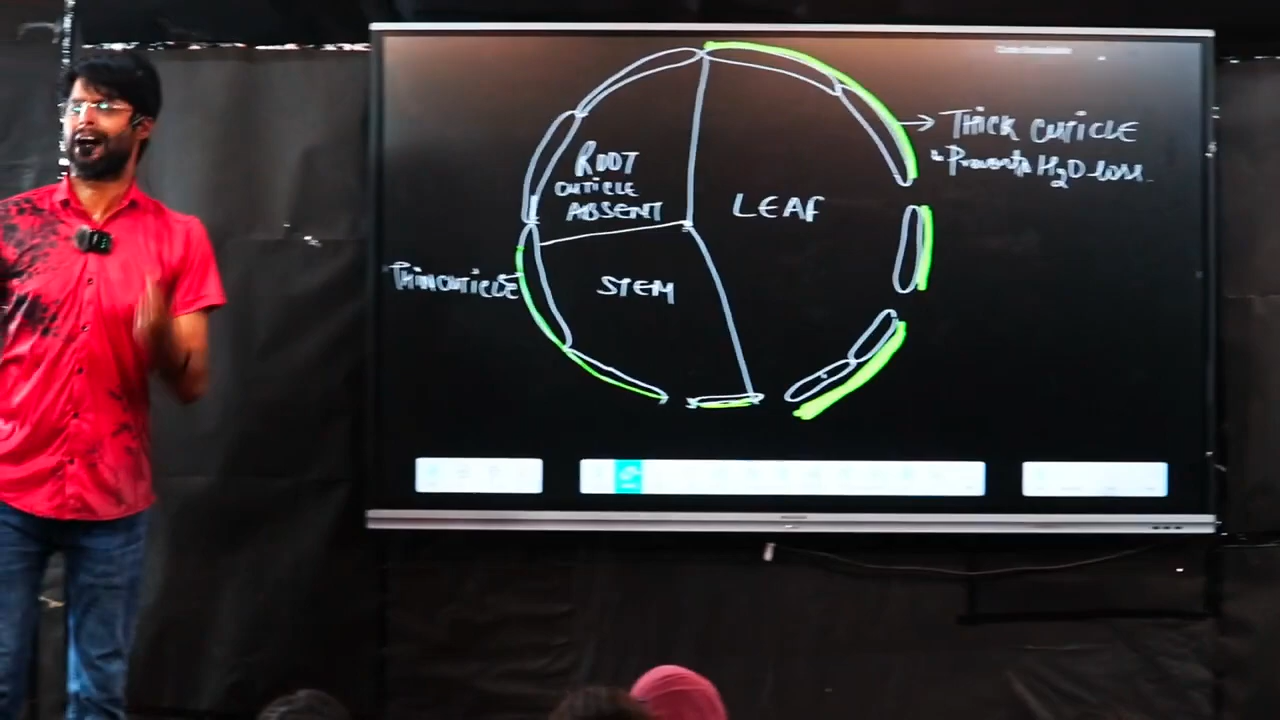 ROOT
CUTICLE
ABSENT
LEAF
STEM
Thin cuticle
→ THICK CUTICLE
Prevents H₂O loss